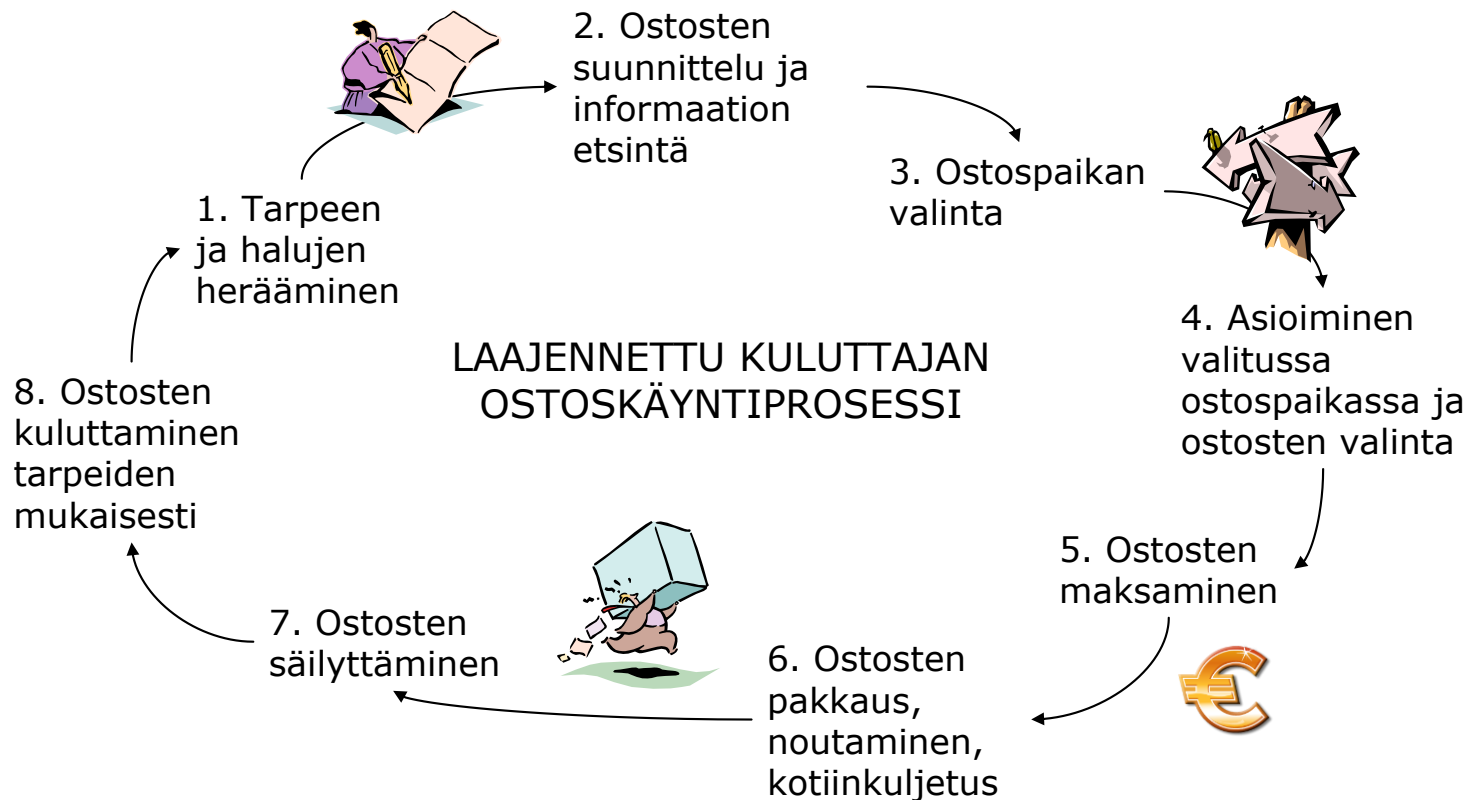 2. Ostosten
suunnittelu ja
informaation
etsintä
3. Ostospaikan
valinta
1. Tarpeen
ja halujen
herääminen
4. Asioiminen
valitussa
ostospaikassa ja
ostosten valinta
LAAJENNETTU KULUTTAJAN
OSTOSKÄYNTIPROSESSI
8. Ostosten
kuluttaminen
tarpeiden
mukaisesti
5. Ostosten
maksaminen
7. Ostosten
säilyttäminen
6. Ostosten
pakkaus,
noutaminen,
kotiinkuljetus
€